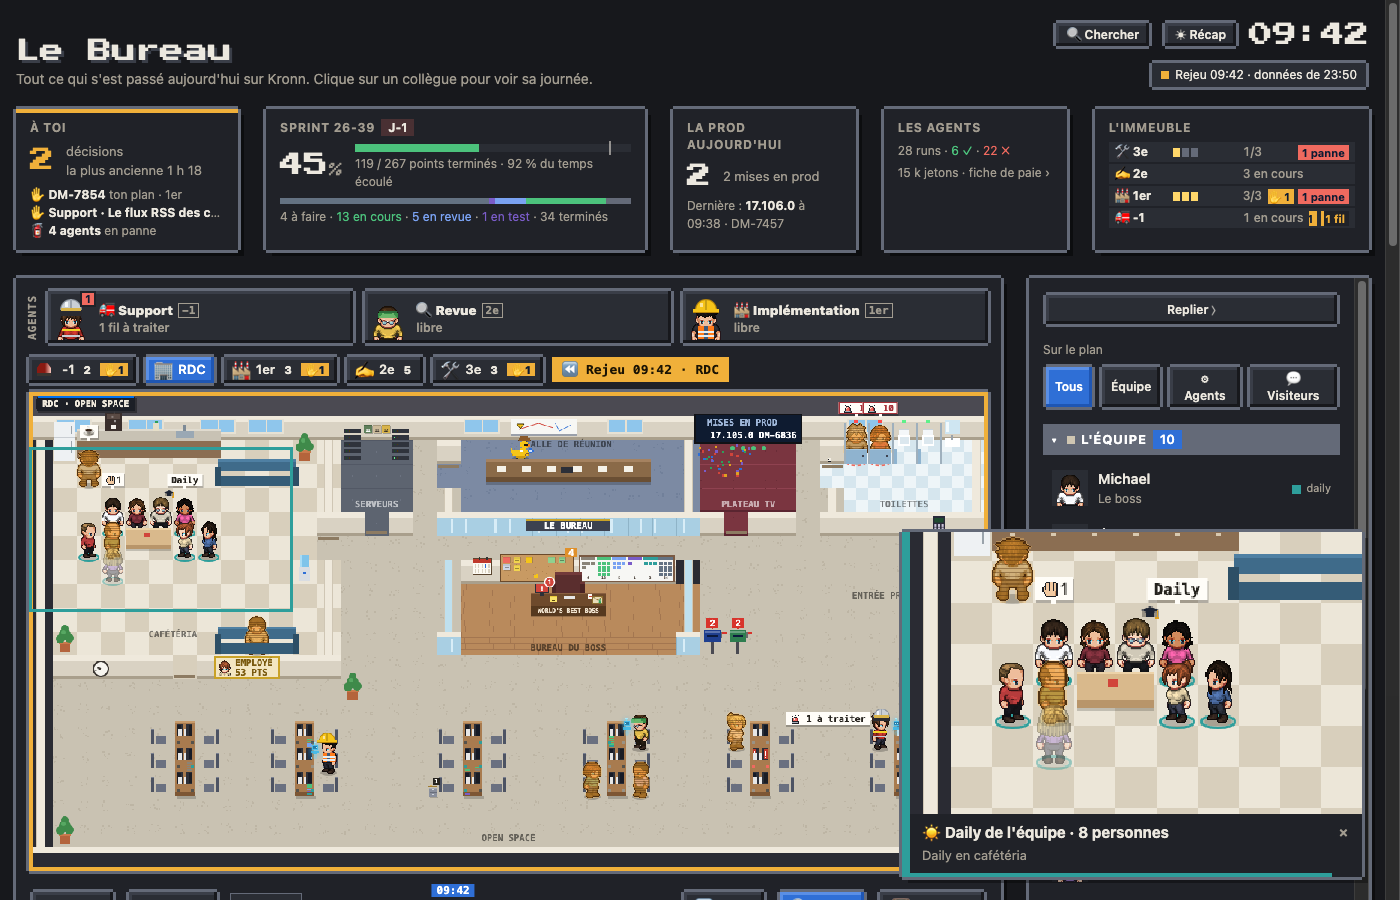 Le Bureau
Tout ce qui s'est passé aujourd'hui sur Kronn. Clique sur un collègue pour voir sa journée.
Chercher
Récap
09:42
Rejeu 09:42 · données de 23:50
À TOI
2 décisions
la plus ancienne 1 h 18
DM-7854 ton plan · 1er
Support · Le flux RSS des c…
4 agents en panne
SPRINT 26-39 J-1
45%
119 / 267 points terminés · 92 % du temps
écoulé
4 à faire · 13 en cours · 5 en revue · 1 en test · 34 terminés
LA PROD
AUJOURD'HUI
2 2 mises en prod
Dernière : 17.106.0 à
09:38 · DM-7457
LES AGENTS
28 runs · 6 ✓ · 22 ✕
15 k jetons · fiche de paie ›
L'IMMEUBLE
3e 1/3 1 panne
2e 3 en cours
1er 3/3 1 1 panne
-1 1 en cours 1 fil
AGENTS
1
Support -1
1 fil à traiter
Revue 2e
libre
Implémentation 1er
libre
-1 2 1
RDC
1er 3 1
2e 5
3e 3 1
Rejeu 09:42 · RDC
RDC · OPEN SPACE
1
Daily
SERVEURS
ALLE DE RÉUNION
MISES EN PROD
17.105.0 DM-6836
PLATEAU TV
1 10
TOILETTES
LE BUREAU
4
WORLD'S BEST BOSS
BUREAU DU BOSS
2 2
ENTRÉE PR
CAFÉTÉRIA
EMPLOYE
53 PTS
1 à traiter
OPEN SPACE
09:42
Replier ›
Sur le plan
Tous
Équipe
Agents
Visiteurs
L'ÉQUIPE 10
Michael
Le boss
daily
1
Daily
Daily de l'équipe · 8 personnes
×
Daily en cafétéria